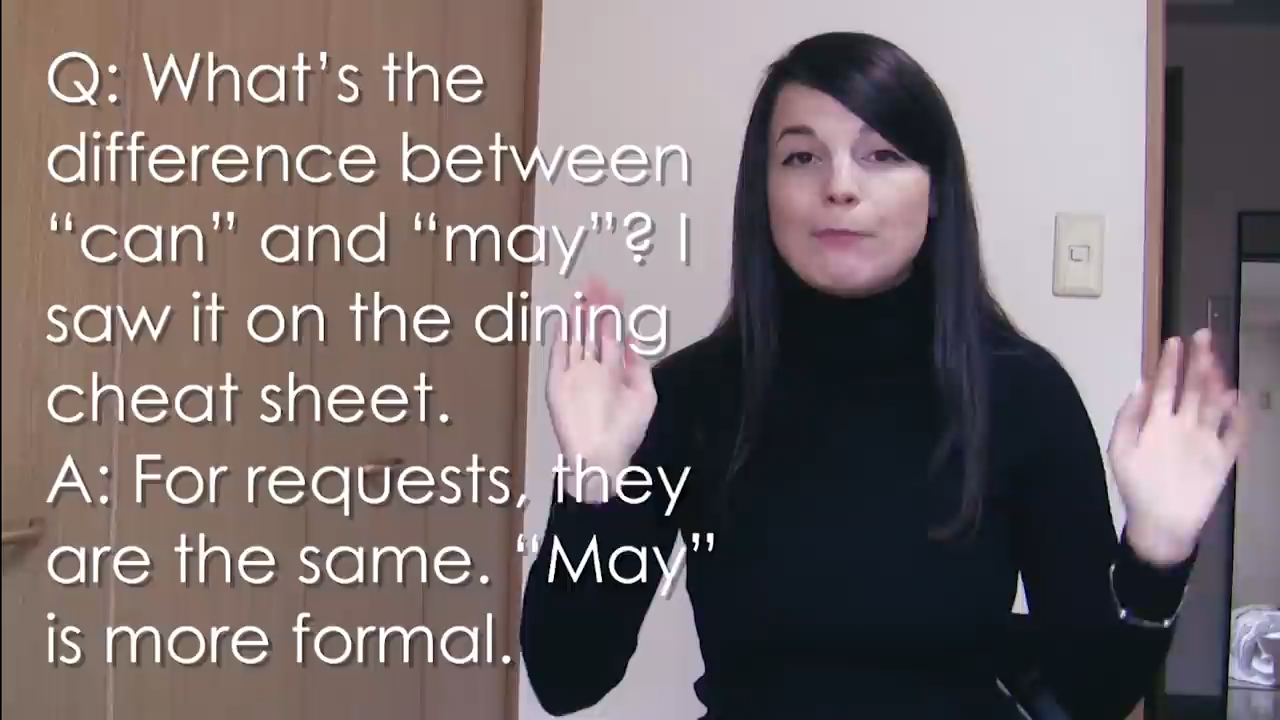 Q: What’s the
difference between
“can” and “may”? I
saw it on the dining
cheat sheet.
A: For requests, they
are the same. “May”
is more formal.